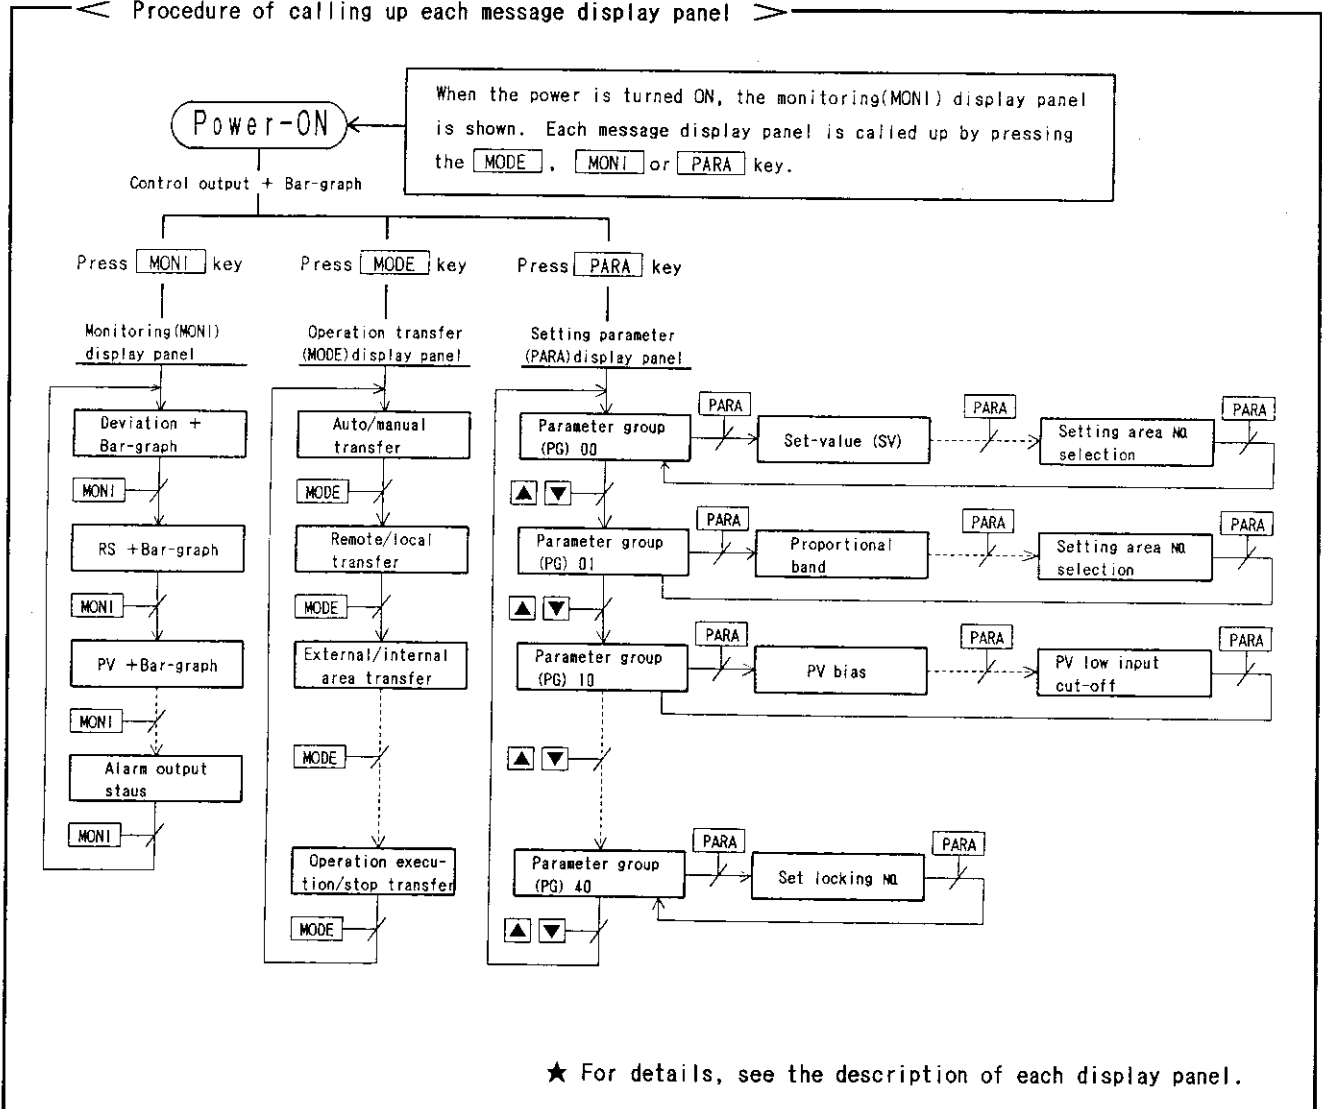 < Procedure of calling up each message display panel >
Power-ON
When the power is turned ON, the monitoring(MONI) display panel
is shown. Each message display panel is called up by pressing
the MODE , MONI or PARA key.
Control output + Bar-graph
Press MONI key
Press MODE key
Press PARA key
Monitoring(MONI)
display panel
Operation transfer
(MODE)display panel
Setting parameter
(PARA)display panel
Deviation +
Bar-graph
MONI
RS +Bar-graph
MONI
PV +Bar-graph
MONI
Alarm output
staus
MONI
Auto/manual
transfer
MODE
Remote/local
transfer
MODE
External/internal
area transfer
MODE
Operation execu-
tion/stop transfer
MODE
Parameter group
(PG) 00
PARA
Set-value (SV)
PARA
Setting area NO.
selection
PARA
▲ ▼
Parameter group
(PG) 01
PARA
Proportional
band
PARA
Setting area NO.
selection
PARA
▲ ▼
Parameter group
(PG) 10
PARA
PV bias
PARA
PV low input
cut-off
PARA
▲ ▼
Parameter group
(PG) 40
PARA
Set locking NO.
PARA
▲ ▼
★ For details, see the description of each display panel.